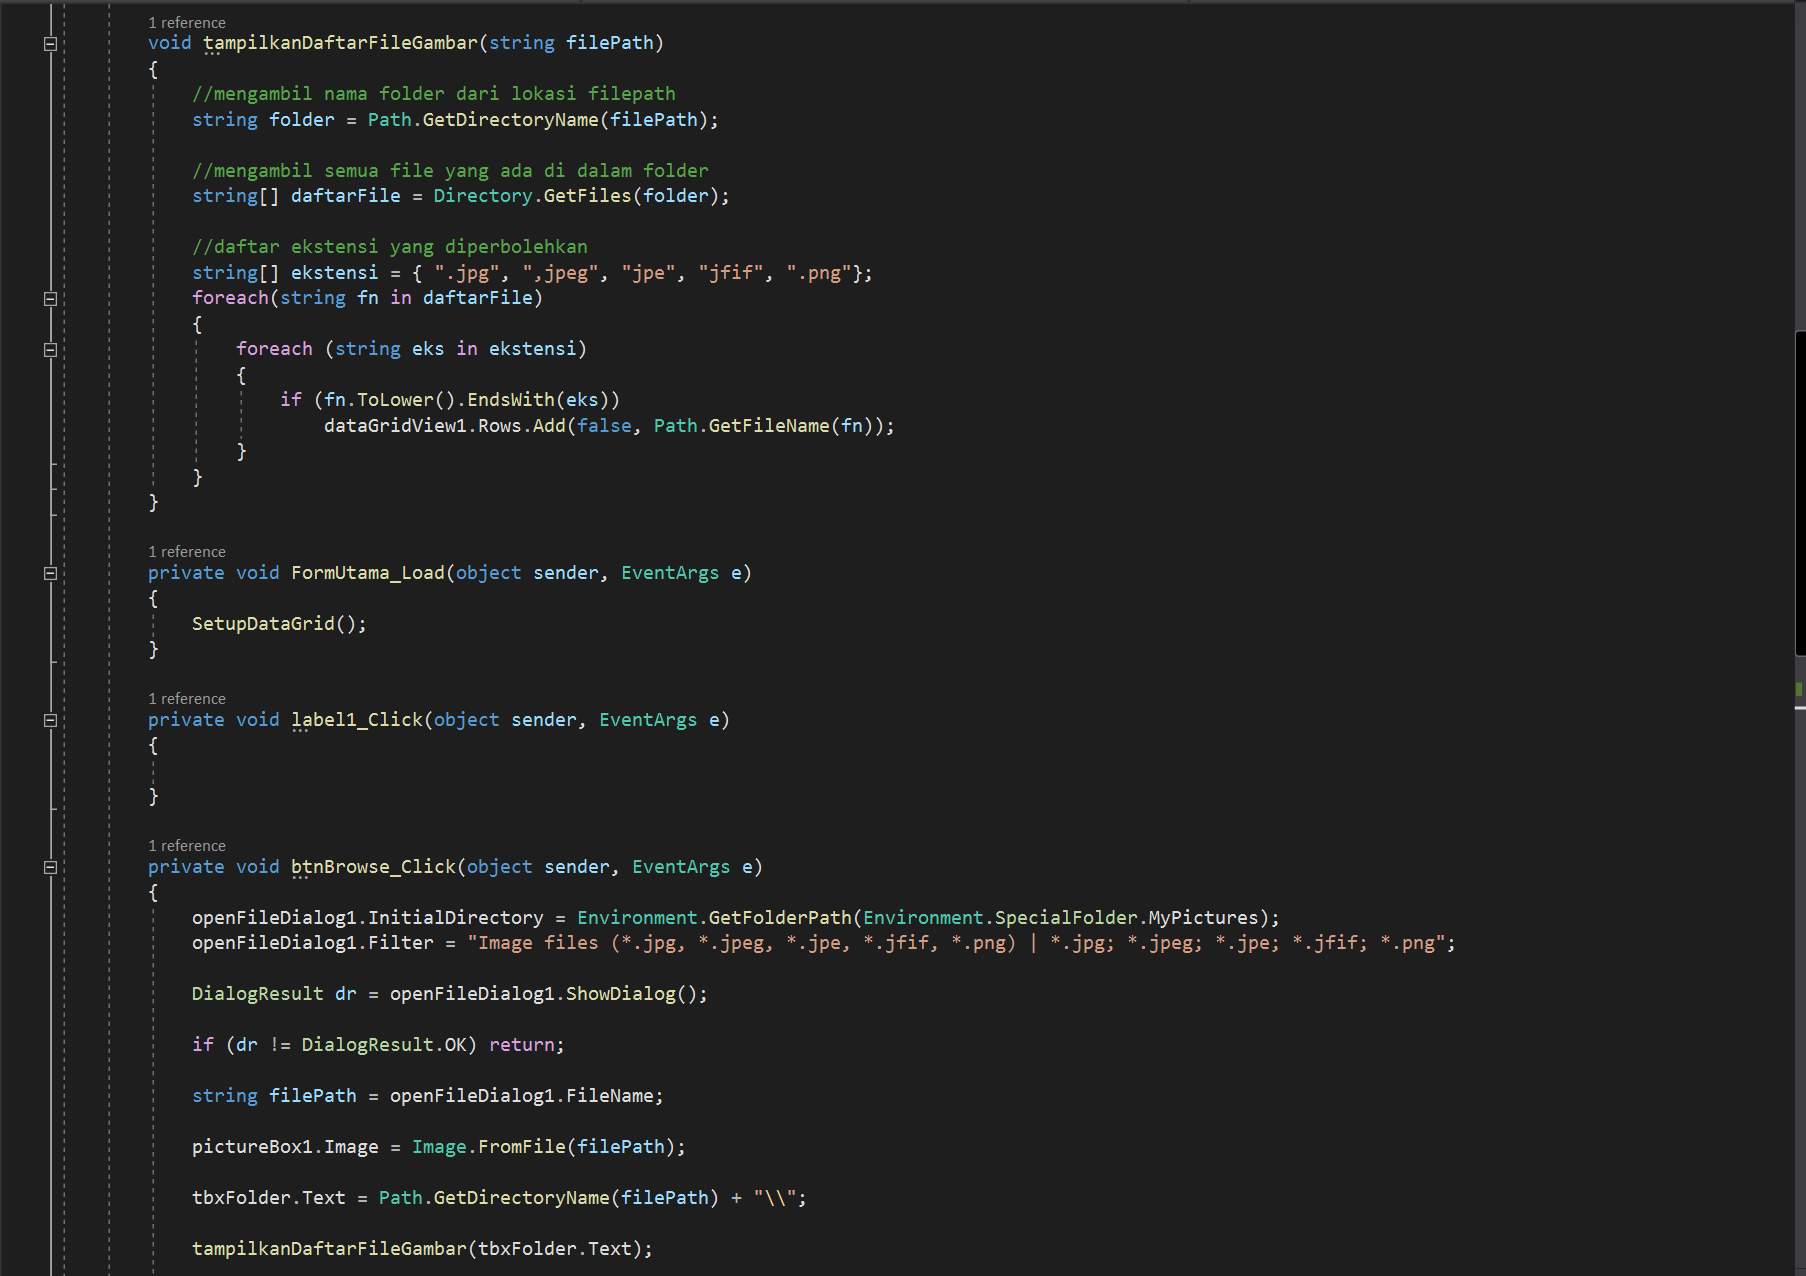 1 reference
void tampilkanDaftarFileGambar(string filePath)
{
//mengambil nama folder dari lokasi filepath
string folder = Path.GetDirectoryName(filePath);
//mengambil semua file yang ada di dalam folder
string[] daftarFile = Directory.GetFiles(folder);
//daftar ekstensi yang diperbolehkan
string[] ekstensi = { ".jpg", ",jpeg", "jpe", "jfif", ".png"};
foreach(string fn in daftarFile)
{
foreach (string eks in ekstensi)
{
if (fn.ToLower().EndsWith(eks))
dataGridView1.Rows.Add(false, Path.GetFileName(fn));
}
}
}
1 reference
private void FormUtama_Load(object sender, EventArgs e)
{
SetupDataGrid();
}
1 reference
private void label1_Click(object sender, EventArgs e)
{
}
1 reference
private void btnBrowse_Click(object sender, EventArgs e)
{
openFileDialog1.InitialDirectory = Environment.GetFolderPath(Environment.SpecialFolder.MyPictures);
openFileDialog1.Filter = "Image files (*.jpg, *.jpeg, *.jpe, *.jfif, *.png) | *.jpg; *.jpeg; *.jpe; *.jfif; *.png";
DialogResult dr = openFileDialog1.ShowDialog();
if (dr != DialogResult.OK) return;
string filePath = openFileDialog1.FileName;
pictureBox1.Image = Image.FromFile(filePath);
tbxFolder.Text = Path.GetDirectoryName(filePath) + "\\";
tampilkanDaftarFileGambar(tbxFolder.Text);